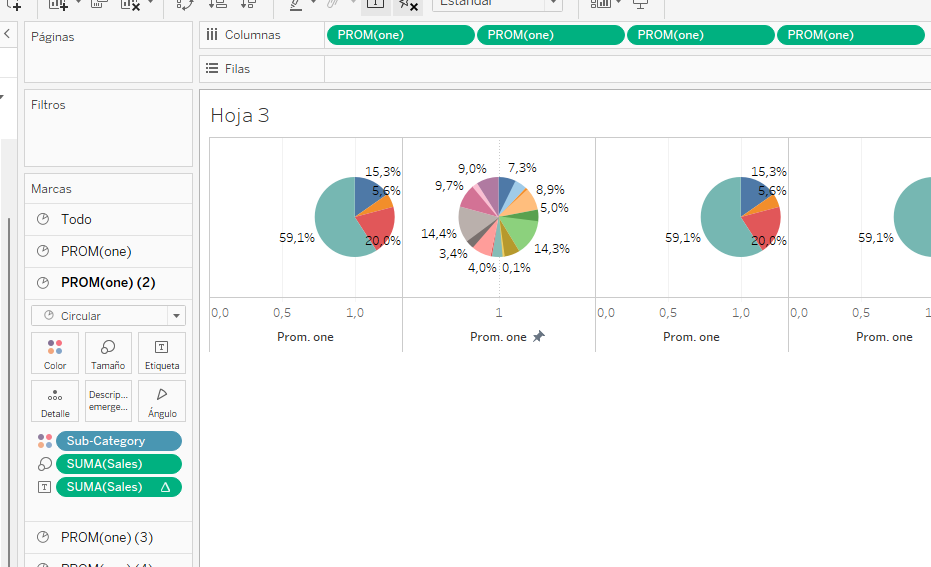 Estándar
Páginas
Columnas
PROM(one)
PROM(one)
PROM(one)
PROM(one)
Filas
Filtros
Hoja 3
Marcas
Todo
PROM(one)
PROM(one) (2)
Circular
Color
Tamaño
Etiqueta
Detalle
Descrip...
emerge...
Ángulo
Sub-Category
SUMA(Sales)
SUMA(Sales)
PROM(one) (3)
PROM(one) (4)
15,3%
5,6%
20,0%
59,1%
9,0%
7,3%
9,7%
8,9%
5,0%
14,4%
14,3%
3,4%
4,0%
0,1%
15,3%
5,6%
20,0%
59,1%
59,1%
0,0
0,5
1,0
1
0,0
0,5
1,0
0,0
0,5
Prom. one
Prom. one
Prom. one
Prom. one